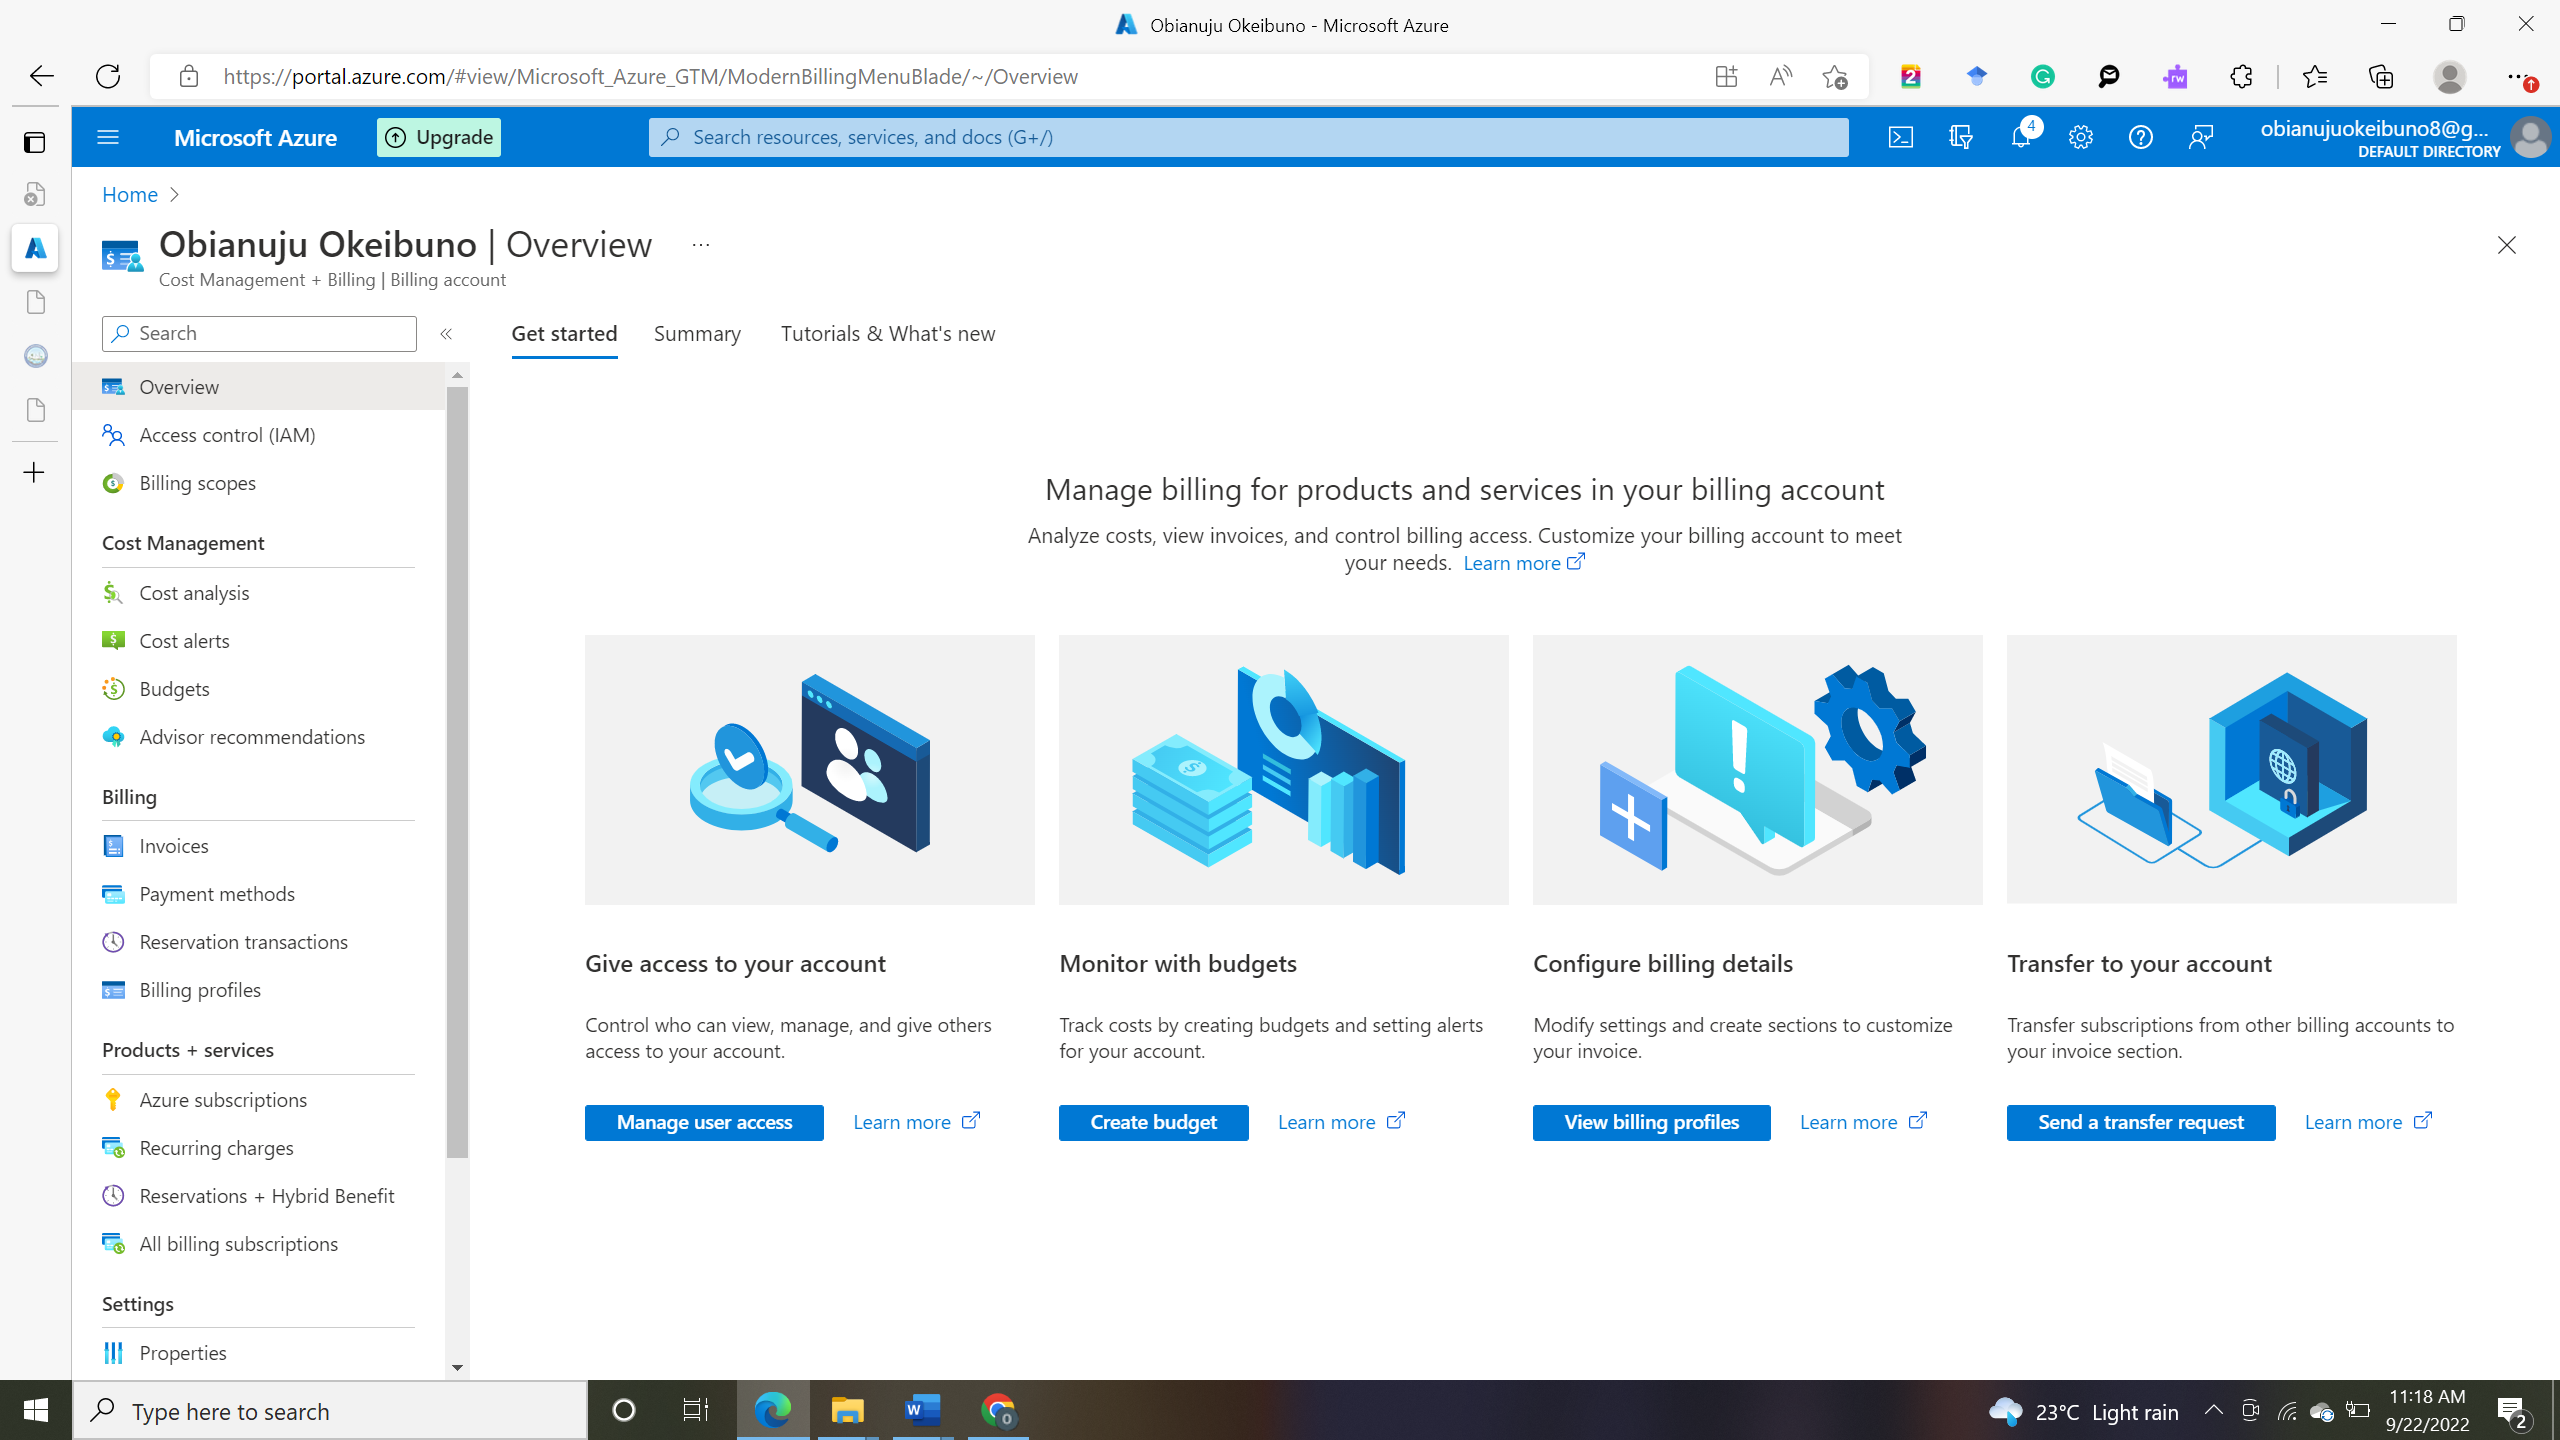 Obianuju Okeibuno - Microsoft Azure
https://portal.azure.com/#view/Microsoft_Azure_GTM/ModernBillingMenuBlade/~/Overview
Microsoft Azure
Upgrade
Search resources, services, and docs (G+/)
4
obianujuokeibuno8@g...
DEFAULT DIRECTORY
Home
Obianuju Okeibuno | Overview
...
Cost Management + Billing | Billing account
Search
«
Get started
Summary
Tutorials & What's new
Overview
Access control (IAM)
Billing scopes
Cost Management
Cost analysis
Cost alerts
Budgets
Advisor recommendations
Billing
Invoices
Payment methods
Reservation transactions
Billing profiles
Products + services
Azure subscriptions
Recurring charges
Reservations + Hybrid Benefit
All billing subscriptions
Settings
Properties
Manage billing for products and services in your billing account
Analyze costs, view invoices, and control billing access. Customize your billing account to meet
your needs. Learn more
Give access to your account
Control who can view, manage, and give others
access to your account.
Manage user access
Learn more
Monitor with budgets
Track costs by creating budgets and setting alerts
for your account.
Create budget
Learn more
Configure billing details
Modify settings and create sections to customize
your invoice.
View billing profiles
Learn more
Transfer to your account
Transfer subscriptions from other billing accounts to
your invoice section.
Send a transfer request
Learn more
Type here to search
23°C Light rain
11:18 AM
9/22/2022
2